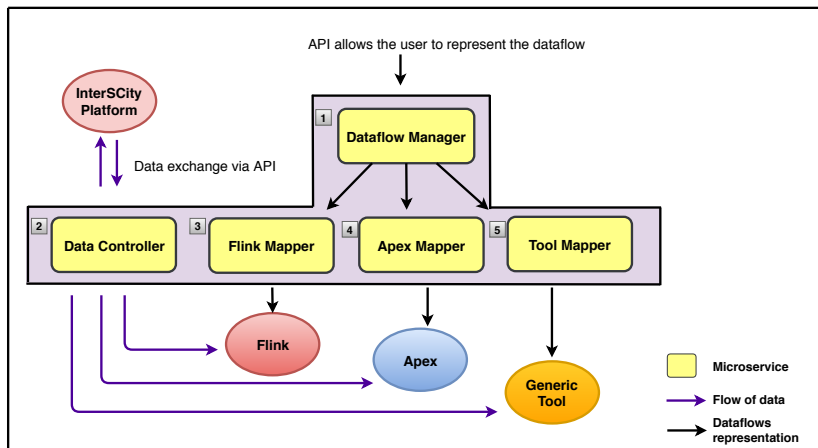 API allows the user to represent the dataflow
InterSCity
Platform
1
Dataflow Manager
Data exchange via API
2
Data Controller
3
Flink Mapper
4
Apex Mapper
5
Tool Mapper
Flink
Apex
Generic
Tool
Microservice
Flow of data
Dataflows
representation